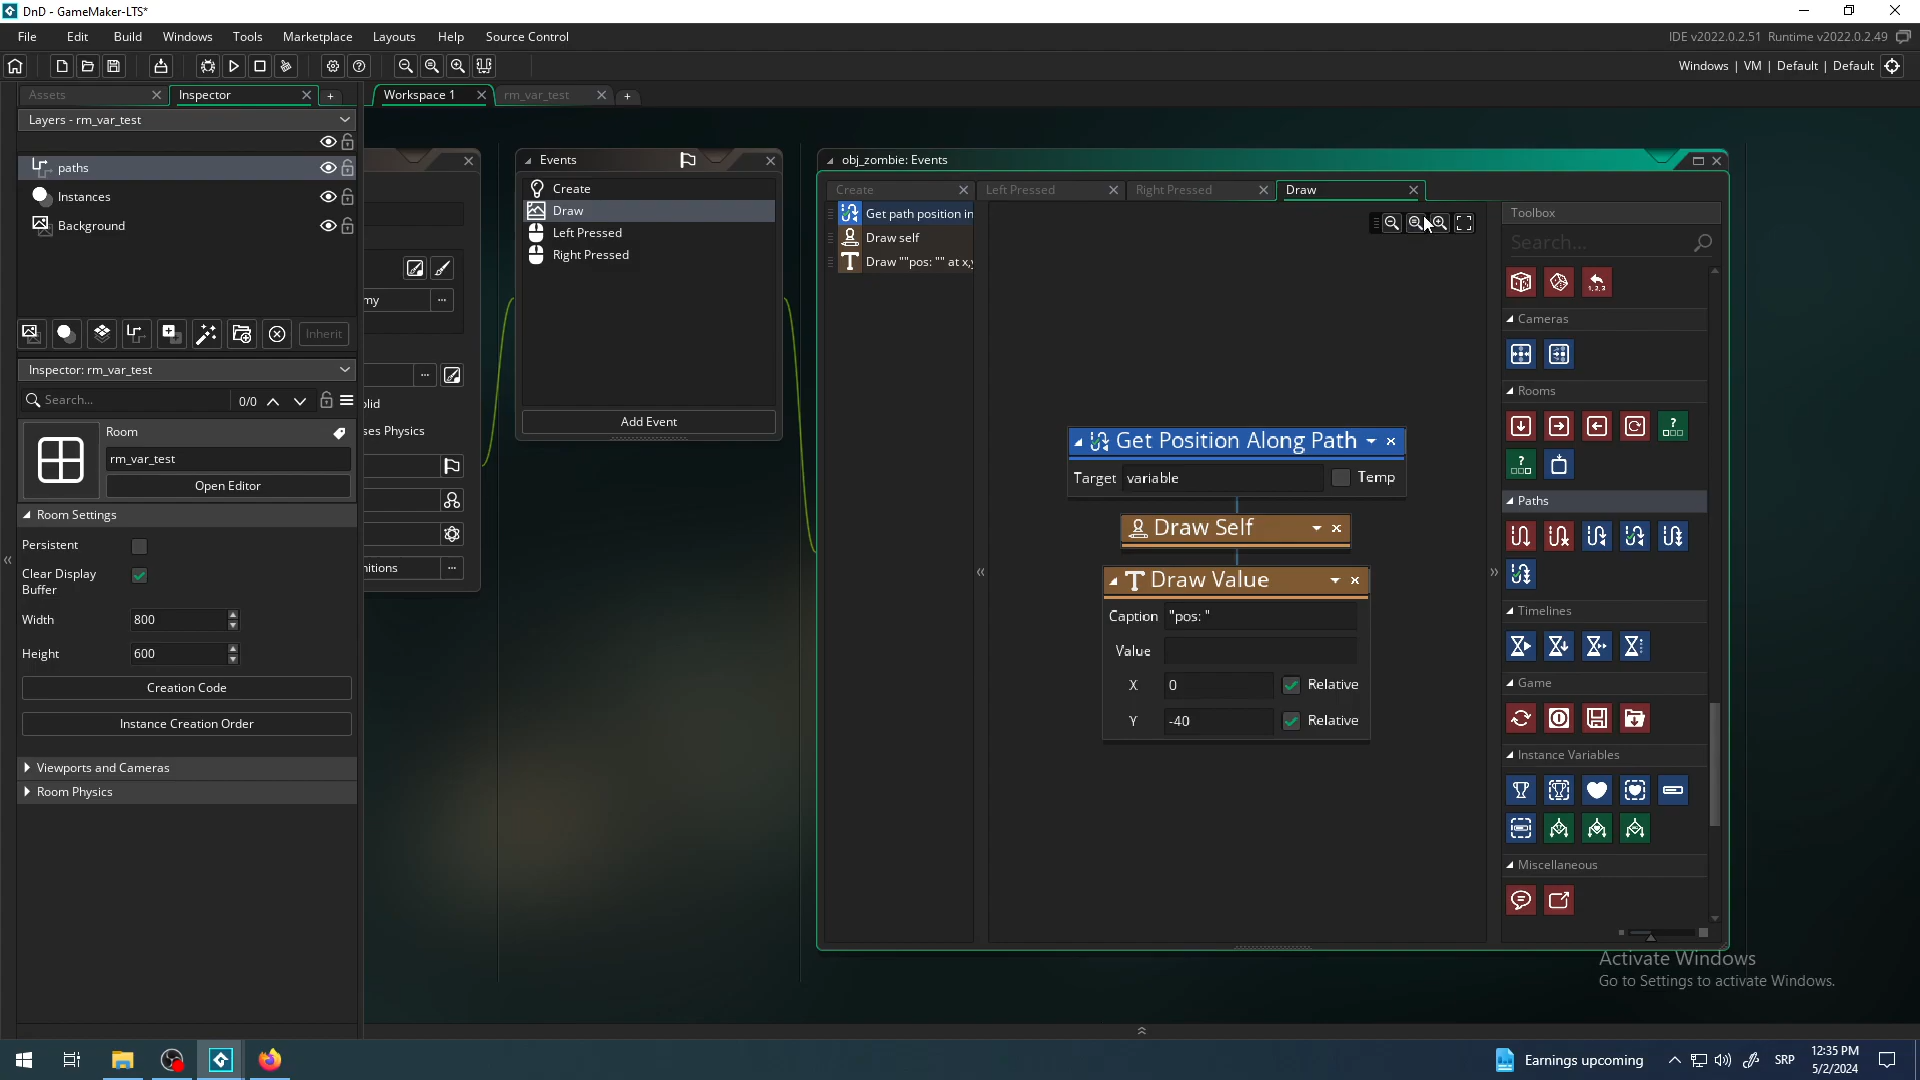 DnD - GameMaker-LTS*
File Edit Build Windows Tools Marketplace Layouts Help Source Control
IDE v2022.0.2.51 Runtime v2022.0.2.49
Windows | VM | Default | Default
Assets
Inspector
Layers - rm_var_test
paths
Instances
Background
Inherit
Inspector: rm_var_test
Search...
0/0
Room
rm_var_test
Open Editor
Room Settings
Persistent
Clear Display
Buffer
Width
800
Height
600
Creation Code
Instance Creation Order
Viewports and Cameras
Room Physics
Workspace 1
rm_var_test
my
olid
ses Physics
nitions
Events
Create
Draw
Left Pressed
Right Pressed
Add Event
obj_zombie: Events
Create
Left Pressed
Right Pressed
Draw
Get path position in
Draw self
Draw ""pos: "" at x,y
Get Position Along Path
Target
variable
Temp
Draw Self
Draw Value
Caption
"pos: "
Value
X
0
Relative
Y
-40
Relative
Toolbox
Search...
1, 2, 3
Cameras
Rooms
Paths
Timelines
Game
Instance Variables
Miscellaneous
Activate Windows
Go to Settings to activate Windows.
Earnings upcoming
SRP
12:35 PM
5/2/2024